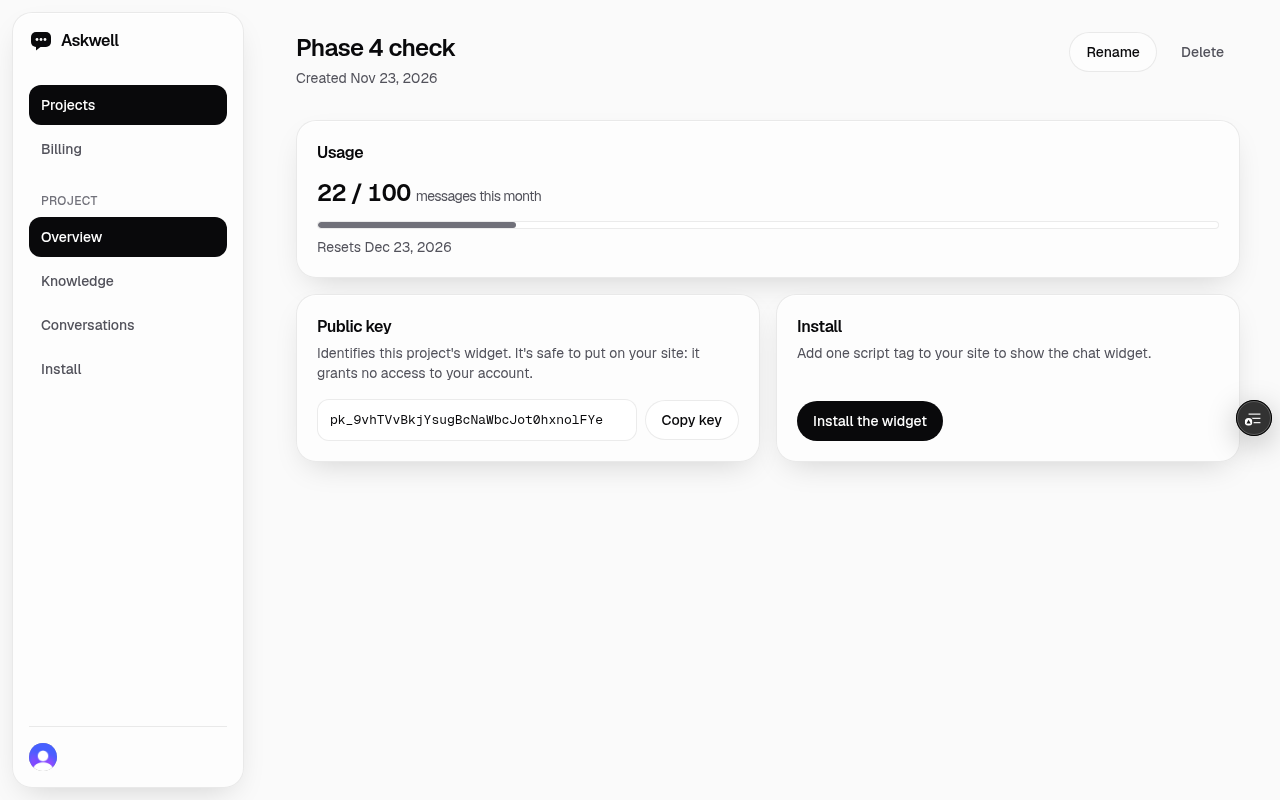 Askwell
Projects
Billing
PROJECT
Overview
Knowledge
Conversations
Install
Phase 4 check
Created Nov 23, 2026
Rename
Delete
Usage
22 / 100 messages this month
Resets Dec 23, 2026
Public key
Identifies this project's widget. It's safe to put on your site: it
grants no access to your account.
pk_9vhTVvBkjYsugBcNaWbcJot0hxnolFYe
Copy key
Install
Add one script tag to your site to show the chat widget.
Install the widget